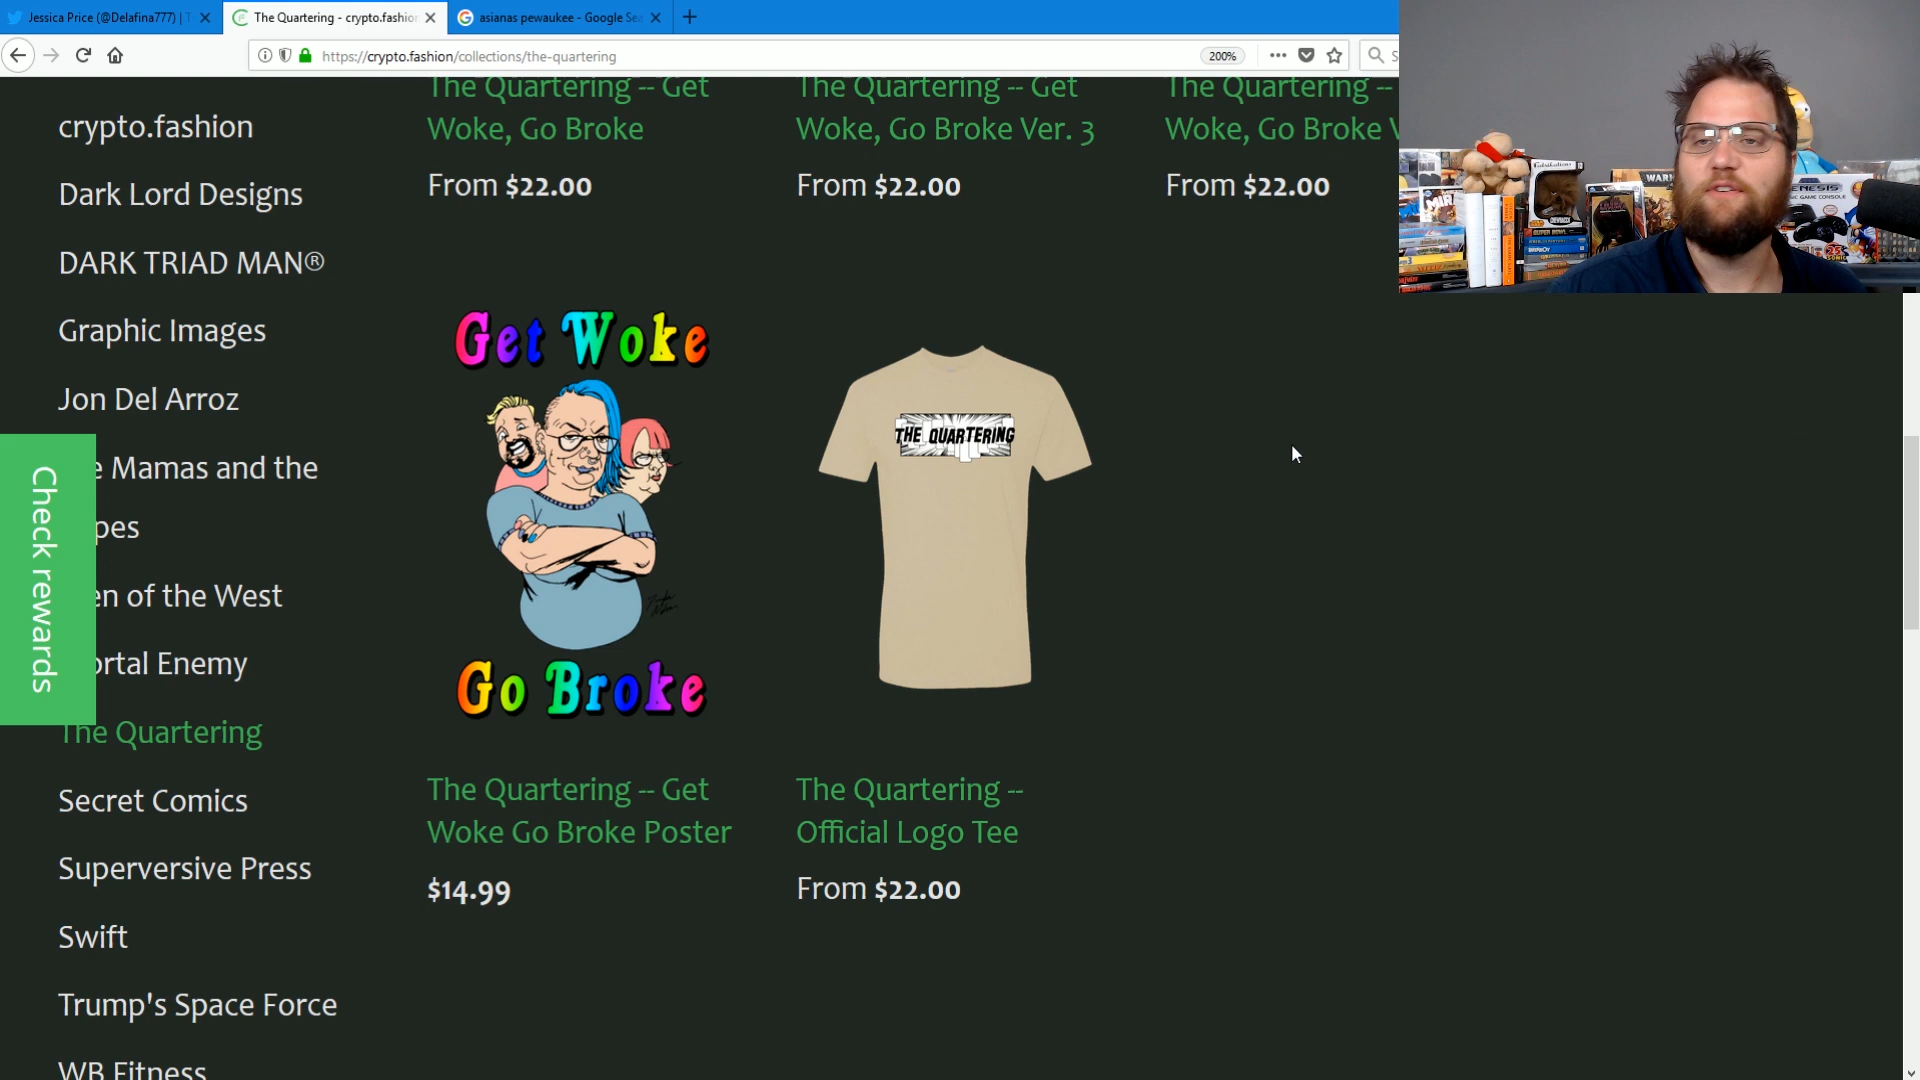 Jessica Price (@Delafina777) | T
The Quartering - crypto.fashion
asianas pewaukee - Google Sea
https://crypto.fashion/collections/the-quartering
200%
S
crypto.fashion
Dark Lord Designs
DARK TRIAD MAN®
Graphic Images
Jon Del Arroz
e Mamas and the
pes
en of the West
ortal Enemy
The Quartering
Secret Comics
Superversive Press
Swift
Trump's Space Force
WB Fitness
Check rewards
The Quartering -- Get
Woke, Go Broke
From $22.00
The Quartering -- Get
Woke, Go Broke Ver. 3
From $22.00
The Quartering --
Woke, Go Broke V
From $22.00
Get Woke
Go Broke
THE QUARTERING
The Quartering -- Get
Woke Go Broke Poster
$14.99
The Quartering --
Official Logo Tee
From $22.00
GENESIS
SONIC